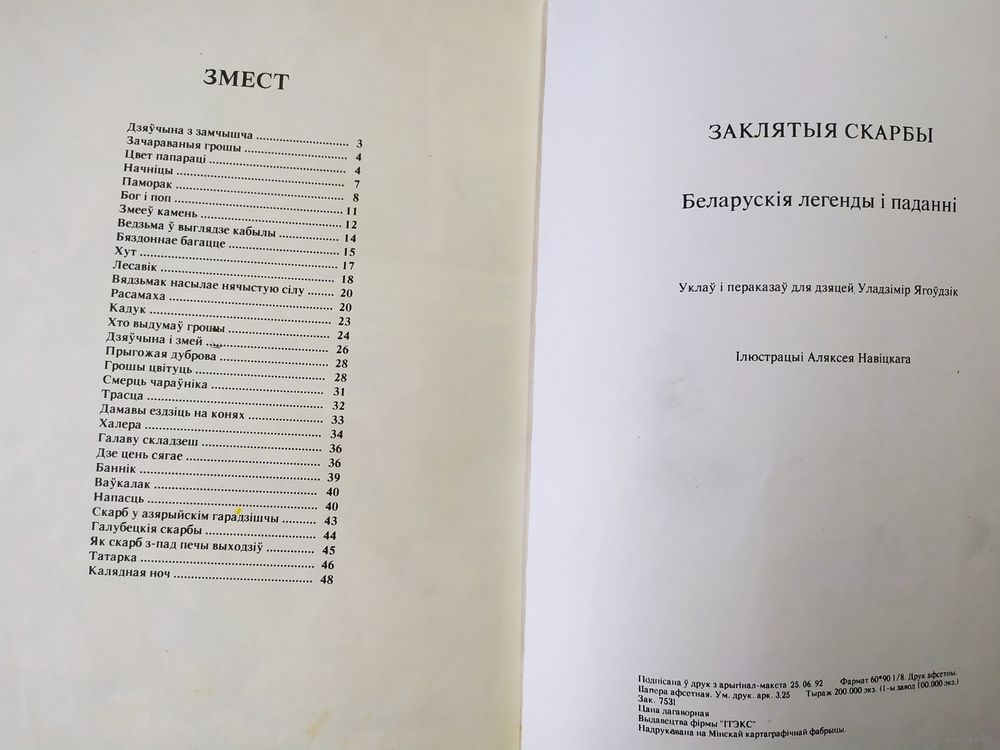 ЗМЕСТ
Дзяўчына з замчышча ........................... 3
Зачараваныя грошы ........................... 4
Цвет папараці ........................... 4
Начніцы ........................... 7
Паморак ........................... 8
Бог і поп ........................... 11
Змееў камень ........................... 12
Ведзьма ў выглядзе кабылы ........................... 14
Бяздоннае багацце ........................... 15
Хут ........................... 17
Лесавік ........................... 18
Вядзьмак насылае нячыстую сілу ........ 20
Расамаха ........................... 20
Кадук ........................... 23
Хто выдумаў грошы ........................... 24
Дзяўчына і змей ........................... 26
Прыгожая дуброва ........................... 28
Грошы цвітуць ........................... 28
Смерць чараўніка ........................... 31
Трасца ........................... 32
Дамавы ездзіць на конях ........................... 33
Халера ........................... 34
Галаву складзеш ........................... 36
Дзе цень сягае ........................... 36
Баннік ........................... 39
Ваўкалак ........................... 40
Напасць ........................... 40
Скарб у азярыйскім гарадзішчы .......... 43
Галубецкія скарбы ........................... 44
Як скарб з-пад печы выходзіў ............... 45
Татарка ........................... 46
Калядная ноч ........................... 48
ЗАКЛЯТЫЯ СКАРБЫ
Беларускія легенды і паданні
Уклаў і пераказаў для дзяцей Уладзімір Ягоўдзік
Ілюстрацыі Аляксея Навіцкага
Подпісана ў друк з арыгінал-макета 25. 06. 92 Фармат 60*90 1/8. Друк афсетны.
Папера афсетная. Ум. друк. арк. 3.25 Тыраж 200.000 экз. (1-ы завод 100.000 экз.)
Зак. 7531
Цана дагаворная
Выдавецтва фірмы "ІТЭКС"
Надрукавана на Мінскай картаграфічнай фабрыцы.